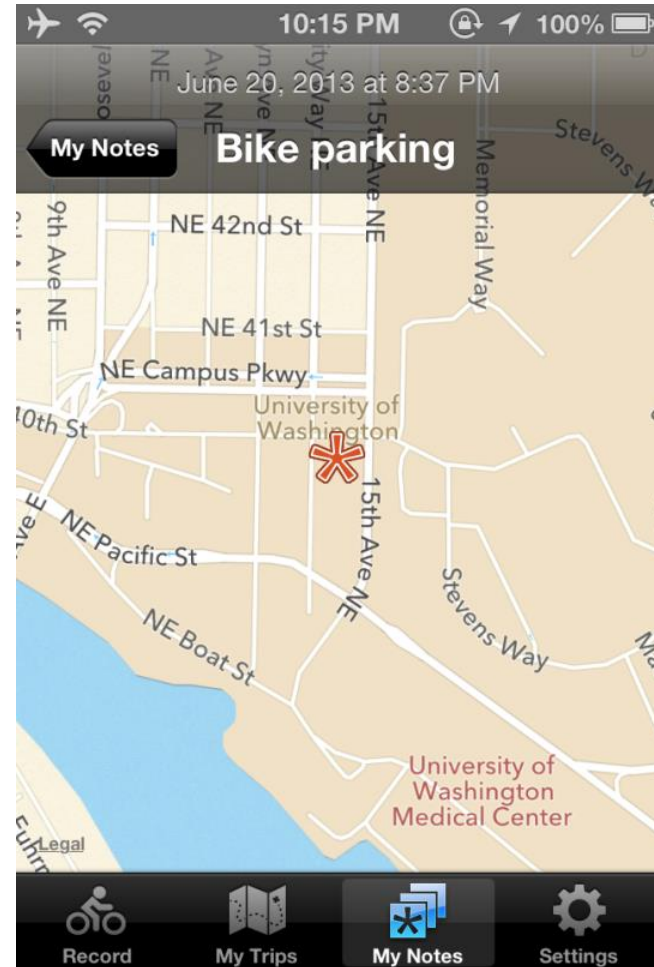 10:15 PM
100%
June 20, 2013 at 8:37 PM
My Notes
Bike parking
NE
Ave NE
15th Ave NE
Memorial Way
9th Ave NE
NE 42nd St
NE 41st St
NE Campus Pkwy
University of
Washington
15th Ave NE
NE Pacific St
Stevens Way
NE Boat St
University of
Washington
Medical Center
Legal
Record
My Trips
My Notes
Settings